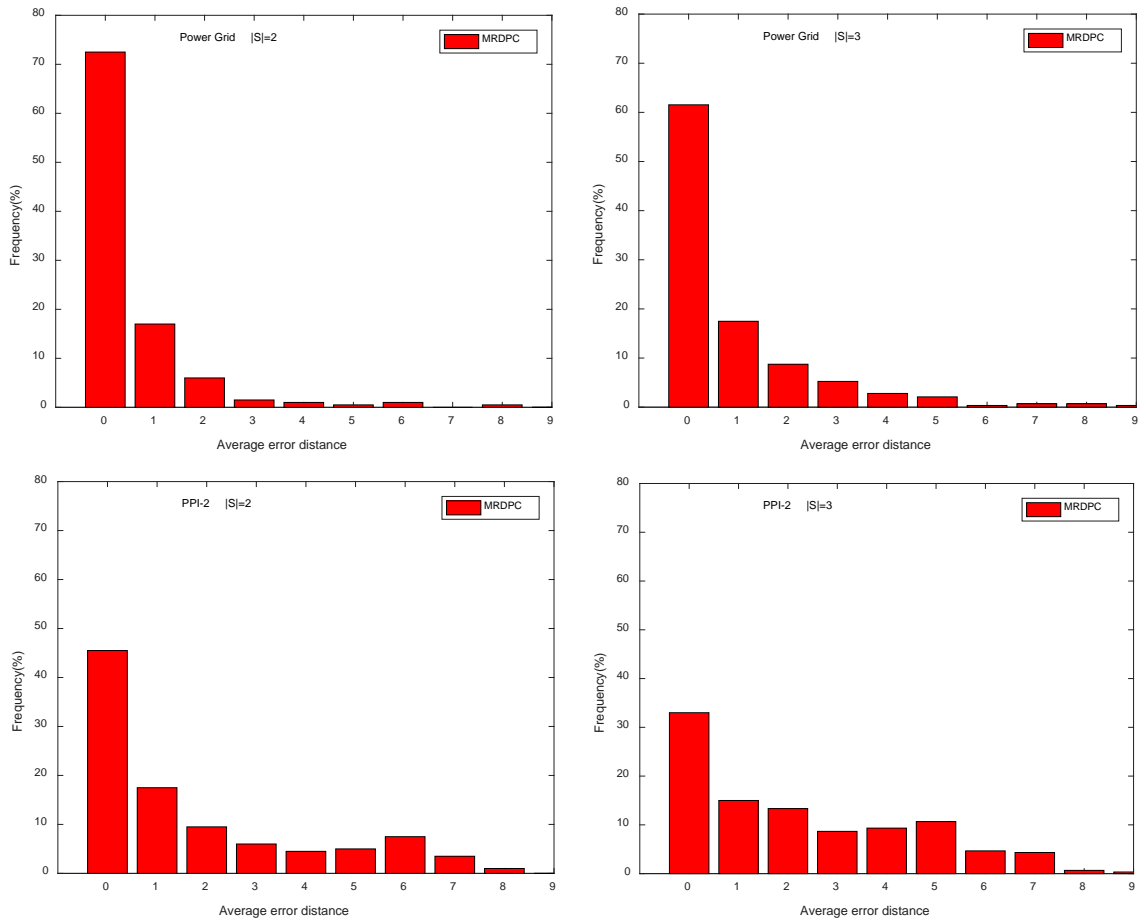 Power Grid |S|=2
MRDPC
Frequency(%)
80
70
60
50
40
30
20
10
0
0 1 2 3 4 5 6 7 8 9
Average error distance
Power Grid |S|=3
MRDPC
Frequency(%)
80
70
60
50
40
30
20
10
0
0 1 2 3 4 5 6 7 8 9
Average error distance
PPI-2 |S|=2
MRDPC
Frequency(%)
80
70
60
50
40
30
20
10
0
0 1 2 3 4 5 6 7 8 9
Average error distance
PPI-2 |S|=3
MRDPC
Frequency(%)
80
70
60
50
40
30
20
10
0
0 1 2 3 4 5 6 7 8 9
Average error distance